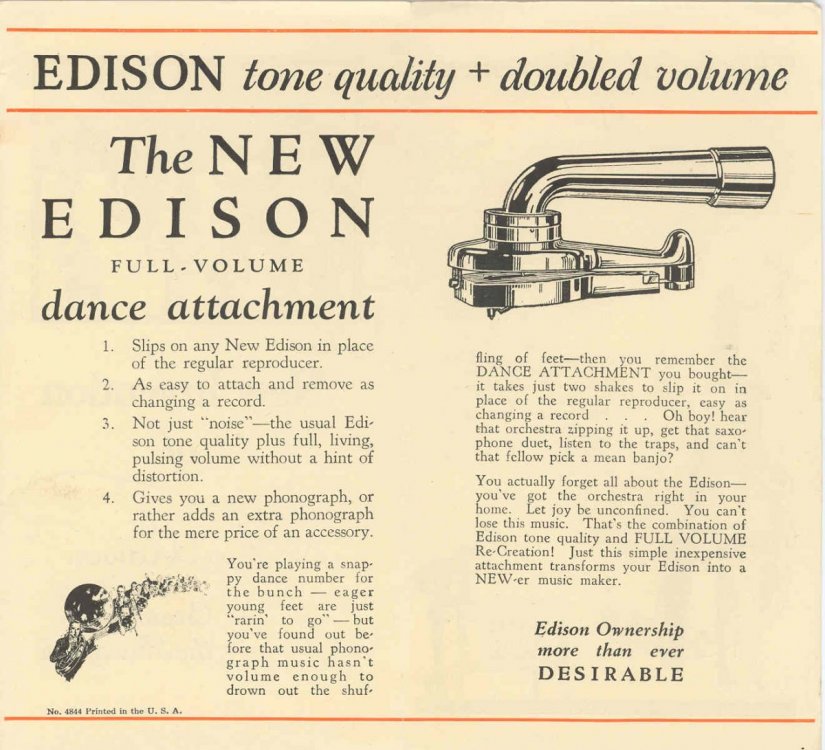 EDISON tone quality + doubled volume
The NEW
EDISON
FULL-VOLUME
dance attachment
1. Slips on any New Edison in place
of the regular reproducer.
2. As easy to attach and remove as
changing a record.
3. Not just "noise"—the usual Edi-
son tone quality plus full, living,
pulsing volume without a hint of
distortion.
4. Gives you a new phonograph, or
rather adds an extra phonograph
for the mere price of an accessory.
You're playing a snap-
py dance number for
the bunch — eager
young feet are just
"rarin' to go" — but
you've found out be-
fore that usual phono-
graph music hasn't
volume enough to
drown out the shuf-
No. 4844 Printed in the U. S. A.
fling of feet—then you remember the
DANCE ATTACHMENT you bought—
it takes just two shakes to slip it on in
place of the regular reproducer, easy as
changing a record . . . Oh boy! hear
that orchestra zipping it up, get that saxo-
phone duet, listen to the traps, and can't
that fellow pick a mean banjo?
You actually forget all about the Edison—
you've got the orchestra right in your
home. Let joy be unconfined. You can't
lose this music. That's the combination of
Edison tone quality and FULL VOLUME
Re-Creation! Just this simple inexpensive
attachment transforms your Edison into a
NEW-er music maker.
Edison Ownership
more than ever
DESIRABLE